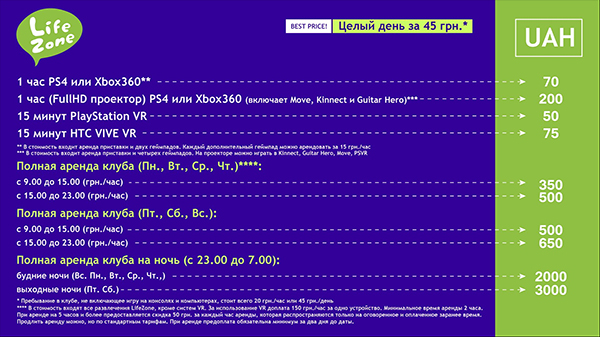 Life
Zone
BEST PRICE! Целый день за 45 грн.*
UAH
1 час PS4 или Xbox360** 70
1 час (FullHD проектор) PS4 или Xbox360 (включает Move, Kinnect и Guitar Hero)*** 200
15 минут PlayStation VR 50
15 минут HTC VIVE VR 75
** В стоимость входит аренда приставки и двух геймпадов. Каждый дополнительный геймпад можно арендовать за 15 грн./час
*** В стоимость входит аренда приставки и четырех геймпадов. На проекторе можно играть в Kinnect, Guitar Hero, Move, PSVR
Полная аренда клуба (Пн., Вт., Ср., Чт.)****:
с 9.00 до 15.00 (грн./час) 350
с 15.00 до 23.00 (грн./час) 500
Полная аренда клуба (Пт., Сб., Вс.):
с 9.00 до 15.00 (грн./час) 500
с 15.00 до 23.00 (грн./час) 650
Полная аренда клуба на ночь (с 23.00 до 7.00):
будние ночи (Вс. Пн., Вт., Ср., Чт.,) 2000
выходные ночи (Пт. Сб.) 3000
* Пребывание в клубе, не включающее игру на консолях и компьютерах, стоит всего 20 грн./час или 45 грн./день
**** В стоимость входят все развлечения LifeZone, кроме систем VR. За использование VR доплата 150 грн./час за одно устройство. Минимальное время аренды 2 часа.
При аренде на 5 часов и более предоставляется скидка 50 грн. за каждый час аренды, которая распространяются только на оговоренное и оплаченное заранее время.
Продлить аренду можно, но по стандартным тарифам. При аренде предоплата обязательна минимум за два дня до даты.